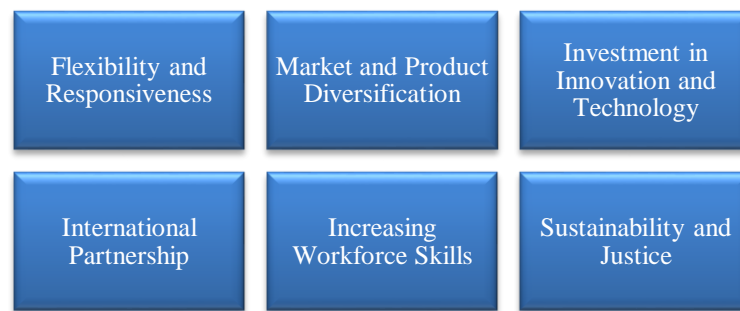 Flexibility and
Responsiveness
Market and Product
Diversification
Investment in
Innovation and
Technology
International
Partnership
Increasing
Workforce Skills
Sustainability and
Justice